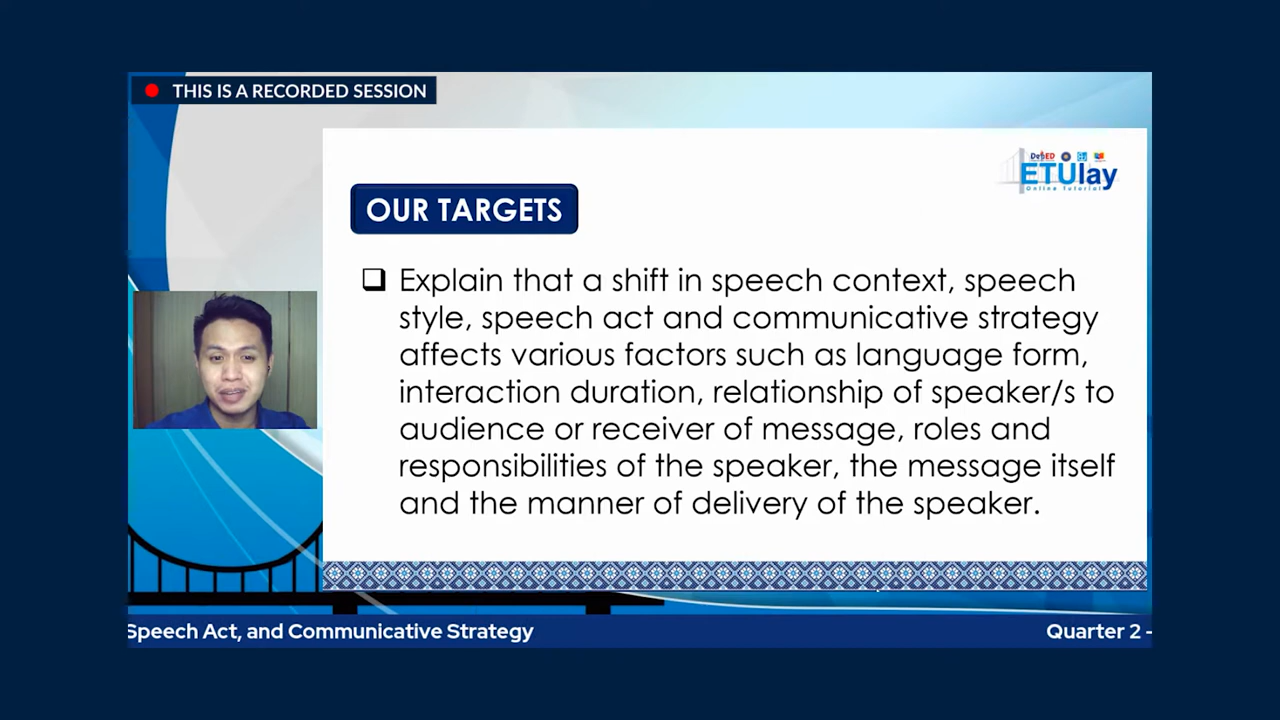 THIS IS A RECORDED SESSION
DepED
ETUlay
Online Tutorial
OUR TARGETS
Explain that a shift in speech context, speech
style, speech act and communicative strategy
affects various factors such as language form,
interaction duration, relationship of speaker/s to
audience or receiver of message, roles and
responsibilities of the speaker, the message itself
and the manner of delivery of the speaker.
Speech Act, and Communicative Strategy
Quarter 2 -